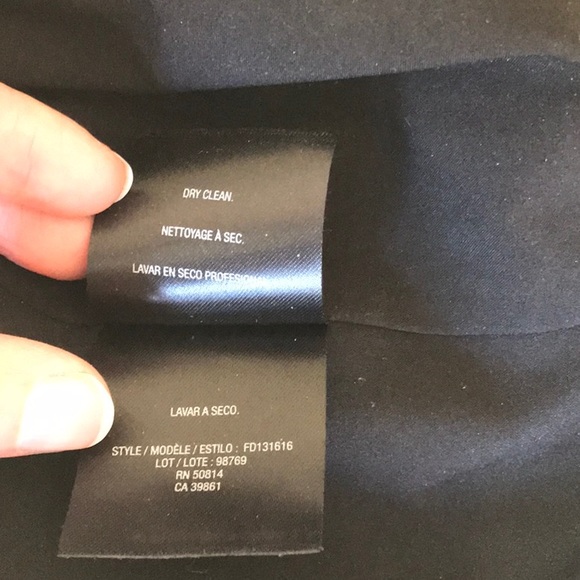 DRY CLEAN.
NETTOYAGE À SEC.
LAVAR EN SECO
LAVAR A SECO.
STYLE / MODÈLE / ESTILO : FD131616
LOT / LOTE : 98769
RN 50814
CA 39861